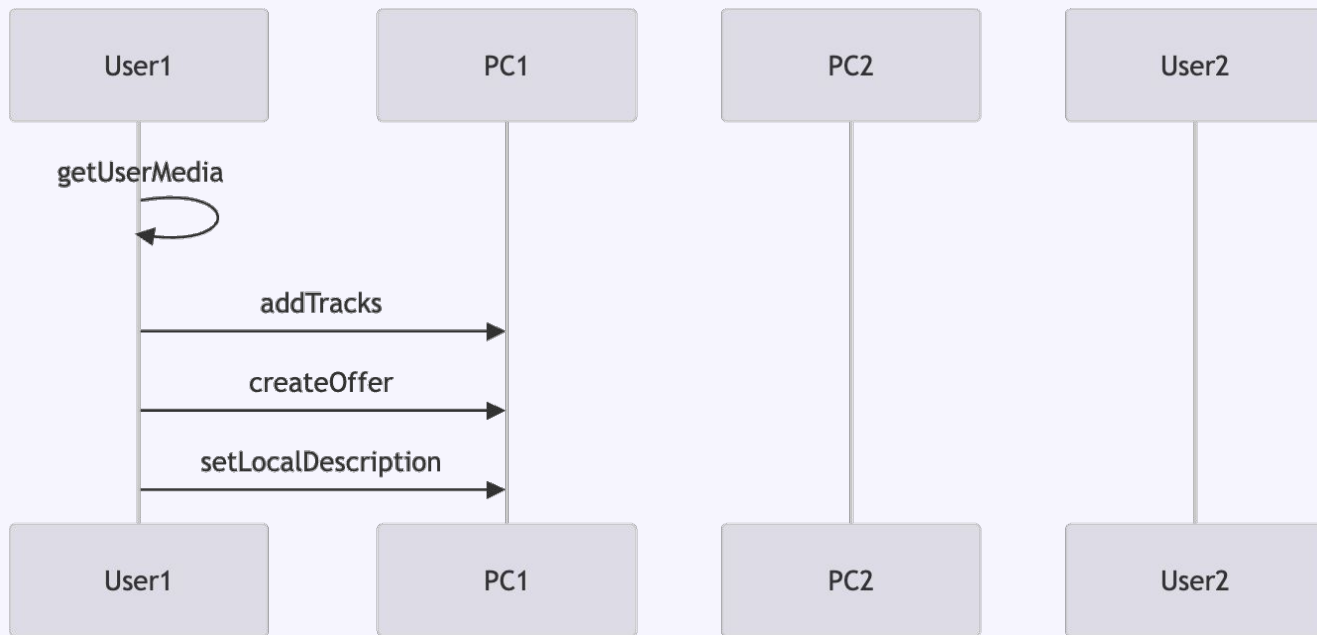 User1
PC1
PC2
User2
getUserMedia
addTracks
createOffer
setLocalDescription
User1
PC1
PC2
User2